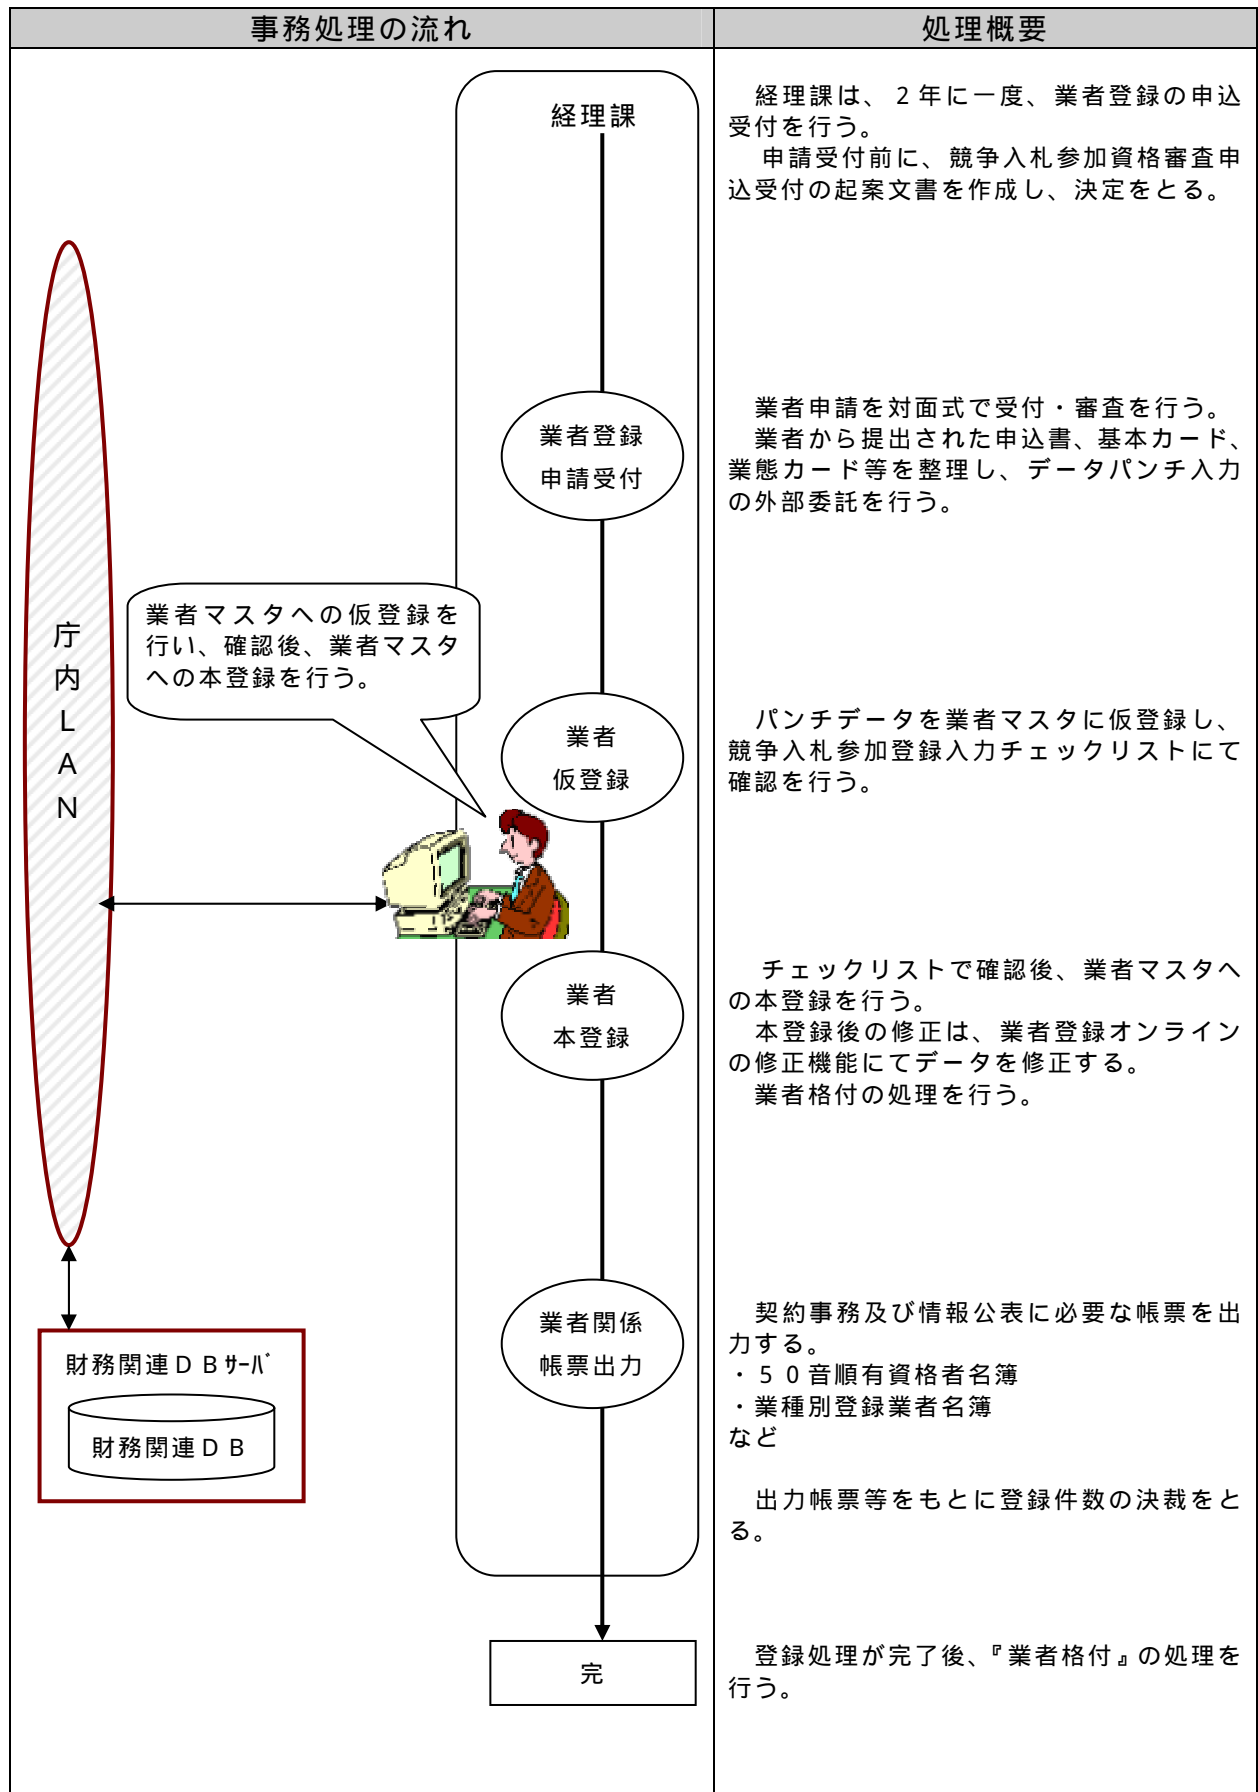 事務処理の流れ
処理概要
経理課
経理課は、2年に一度、業者登録の申込
受付を行う。
申請受付前に、競争入札参加資格審査申
込受付の起案文書を作成し、決定をとる。
業者登録
申請受付
業者申請を対面式で受付・審査を行う。
業者から提出された申込書、基本カード、
業態カード等を整理し、データパンチ入力
の外部委託を行う。
庁
内
L
A
N
業者マスタへの仮登録を
行い、確認後、業者マスタ
への本登録を行う。
業者
仮登録
パンチデータを業者マスタに仮登録し、
競争入札参加登録入力チェックリストにて
確認を行う。
業者
本登録
チェックリストで確認後、業者マスタへ
の本登録を行う。
本登録後の修正は、業者登録オンライン
の修正機能にてデータを修正する。
業者格付の処理を行う。
業者関係
帳票出力
契約事務及び情報公表に必要な帳票を出
力する。
・50音順有資格者名簿
・業種別登録業者名簿
など
財務関連DBｻｰﾊﾞ
財務関連DB
出力帳票等をもとに登録件数の決裁をと
る。
完
登録処理が完了後、『業者格付』の処理を
行う。